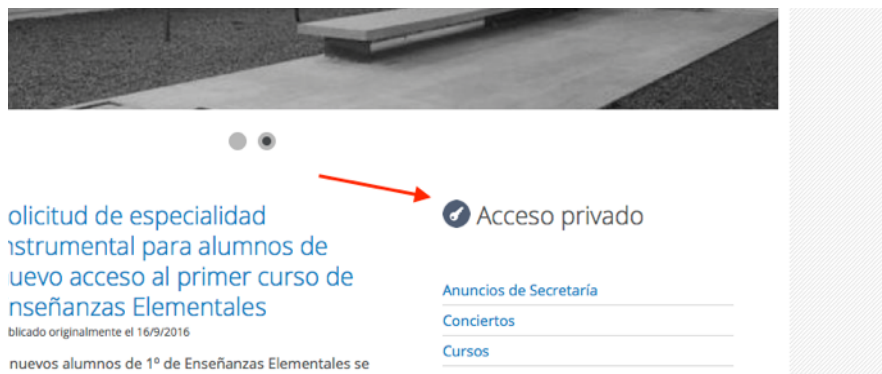 olicitud de especialidad
nstrumental para alumnos de
uevo acceso al primer curso de
nseñanzas Elementales
blicado originalmente el 16/9/2016
nuevos alumnos de 1º de Enseñanzas Elementales se
Acceso privado
Anuncios de Secretaría
Conciertos
Cursos